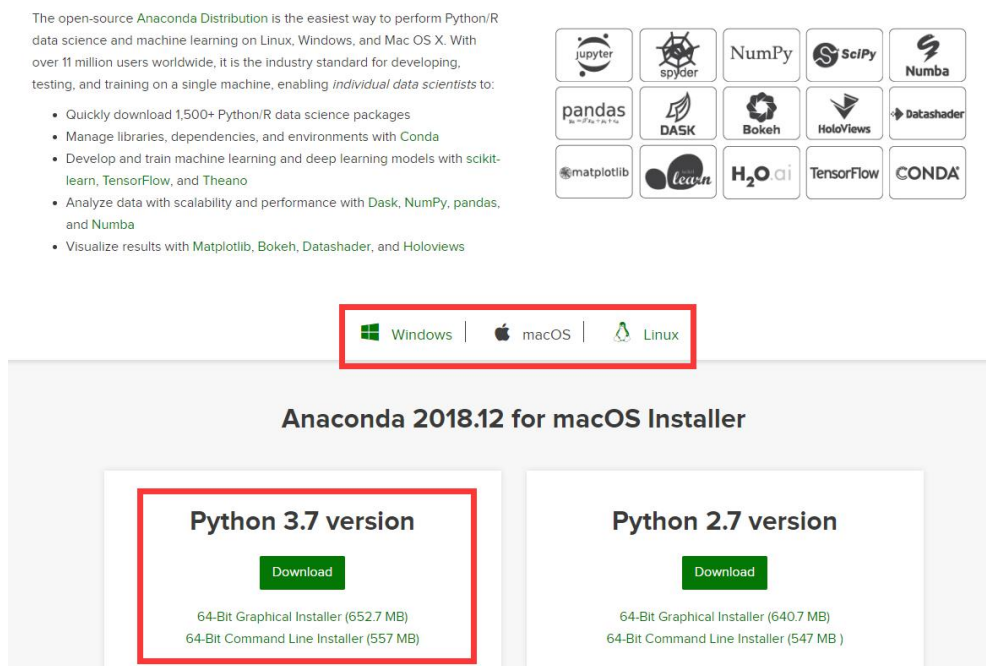 The open-source Anaconda Distribution is the easiest way to perform Python/R
data science and machine learning on Linux, Windows, and Mac OS X. With
over 11 million users worldwide, it is the industry standard for developing,
testing, and training on a single machine, enabling individual data scientists to:
• Quickly download 1,500+ Python/R data science packages
• Manage libraries, dependencies, and environments with Conda
• Develop and train machine learning and deep learning models with scikit-
learn, TensorFlow, and Theano
• Analyze data with scalability and performance with Dask, NumPy, pandas,
and Numba
• Visualize results with Matplotlib, Bokeh, Datashader, and Holoviews
jupyter
spyder
NumPy
SciPy
Numba
pandas
DASK
Bokeh
HoloViews
Datashader
matplotlib
learn
H₂O.ai
TensorFlow
CONDA
Windows | macOS | Linux
Anaconda 2018.12 for macOS Installer
Python 3.7 version
Download
64-Bit Graphical Installer (652.7 MB)
64-Bit Command Line Installer (557 MB)
Python 2.7 version
Download
64-Bit Graphical Installer (640.7 MB)
64-Bit Command Line Installer (547 MB )